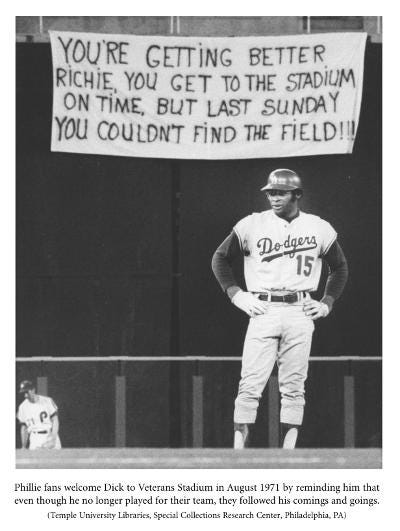 YOU'RE GETTING BETTER
RICHIE, YOU GET TO THE STADIUM
ON TIME, BUT LAST SUNDAY
YOU COULDN'T FIND THE FIELD!!!
Dodgers
15
P
Phillie fans welcome Dick to Veterans Stadium in August 1971 by reminding him that
even though he no longer played for their team, they followed his comings and goings.
(Temple University Libraries, Special Collections Research Center, Philadelphia, PA)